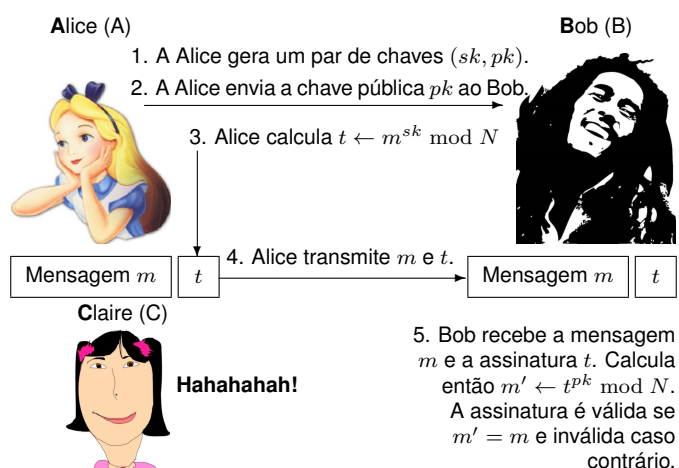 Alice (A)
Bob (B)
1. A Alice gera um par de chaves (sk, pk).
2. A Alice envia a chave pública pk ao Bob.
3. Alice calcula t ← m^sk mod N
4. Alice transmite m e t.
Mensagem m
t
Mensagem m
t
Claire (C)
Hahahahah!
5. Bob recebe a mensagem
m e a assinatura t. Calcula
então m′ ← t^pk mod N.
A assinatura é válida se
m′ = m e inválida caso
contrário.